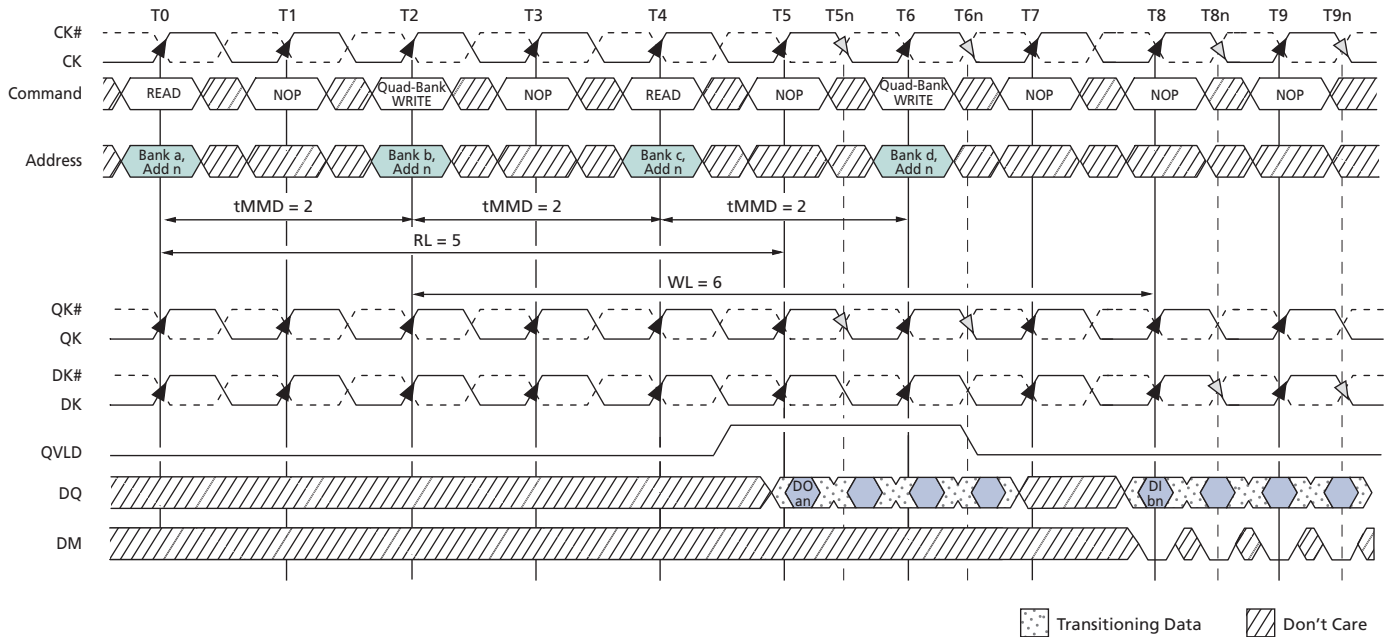 T0 T1 T2 T3 T4 T5 T5n T6 T6n T7 T8 T8n T9 T9n
CK#
CK
Command READ NOP Quad-Bank WRITE NOP READ NOP Quad-Bank WRITE NOP NOP NOP
Address Bank a, Add n Bank b, Add n Bank c, Add n Bank d, Add n
tMMD = 2 tMMD = 2 tMMD = 2
RL = 5
WL = 6
QK#
QK
DK#
DK
QVLD
DQ DO an DI bn
DM
Transitioning Data Don't Care